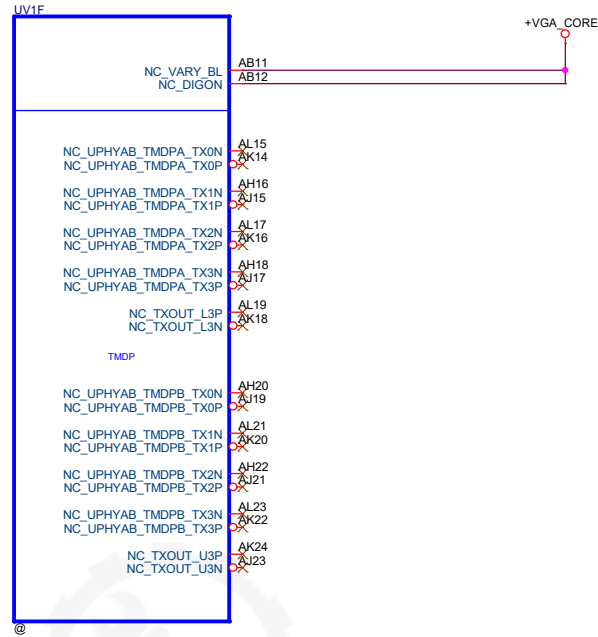 UV1F
+VGA_CORE
NC_VARY_BL AB11
NC_DIGON AB12
NC_UPHYAB_TMDPA_TX0N AL15
NC_UPHYAB_TMDPA_TX0P AK14
NC_UPHYAB_TMDPA_TX1N AH16
NC_UPHYAB_TMDPA_TX1P AJ15
NC_UPHYAB_TMDPA_TX2N AL17
NC_UPHYAB_TMDPA_TX2P AK16
NC_UPHYAB_TMDPA_TX3N AH18
NC_UPHYAB_TMDPA_TX3P AJ17
NC_TXOUT_L3P AL19
NC_TXOUT_L3N AK18
TMDP
NC_UPHYAB_TMDPB_TX0N AH20
NC_UPHYAB_TMDPB_TX0P AJ19
NC_UPHYAB_TMDPB_TX1N AL21
NC_UPHYAB_TMDPB_TX1P AK20
NC_UPHYAB_TMDPB_TX2N AH22
NC_UPHYAB_TMDPB_TX2P AJ21
NC_UPHYAB_TMDPB_TX3N AL23
NC_UPHYAB_TMDPB_TX3P AK22
NC_TXOUT_U3P AK24
NC_TXOUT_U3N AJ23
@